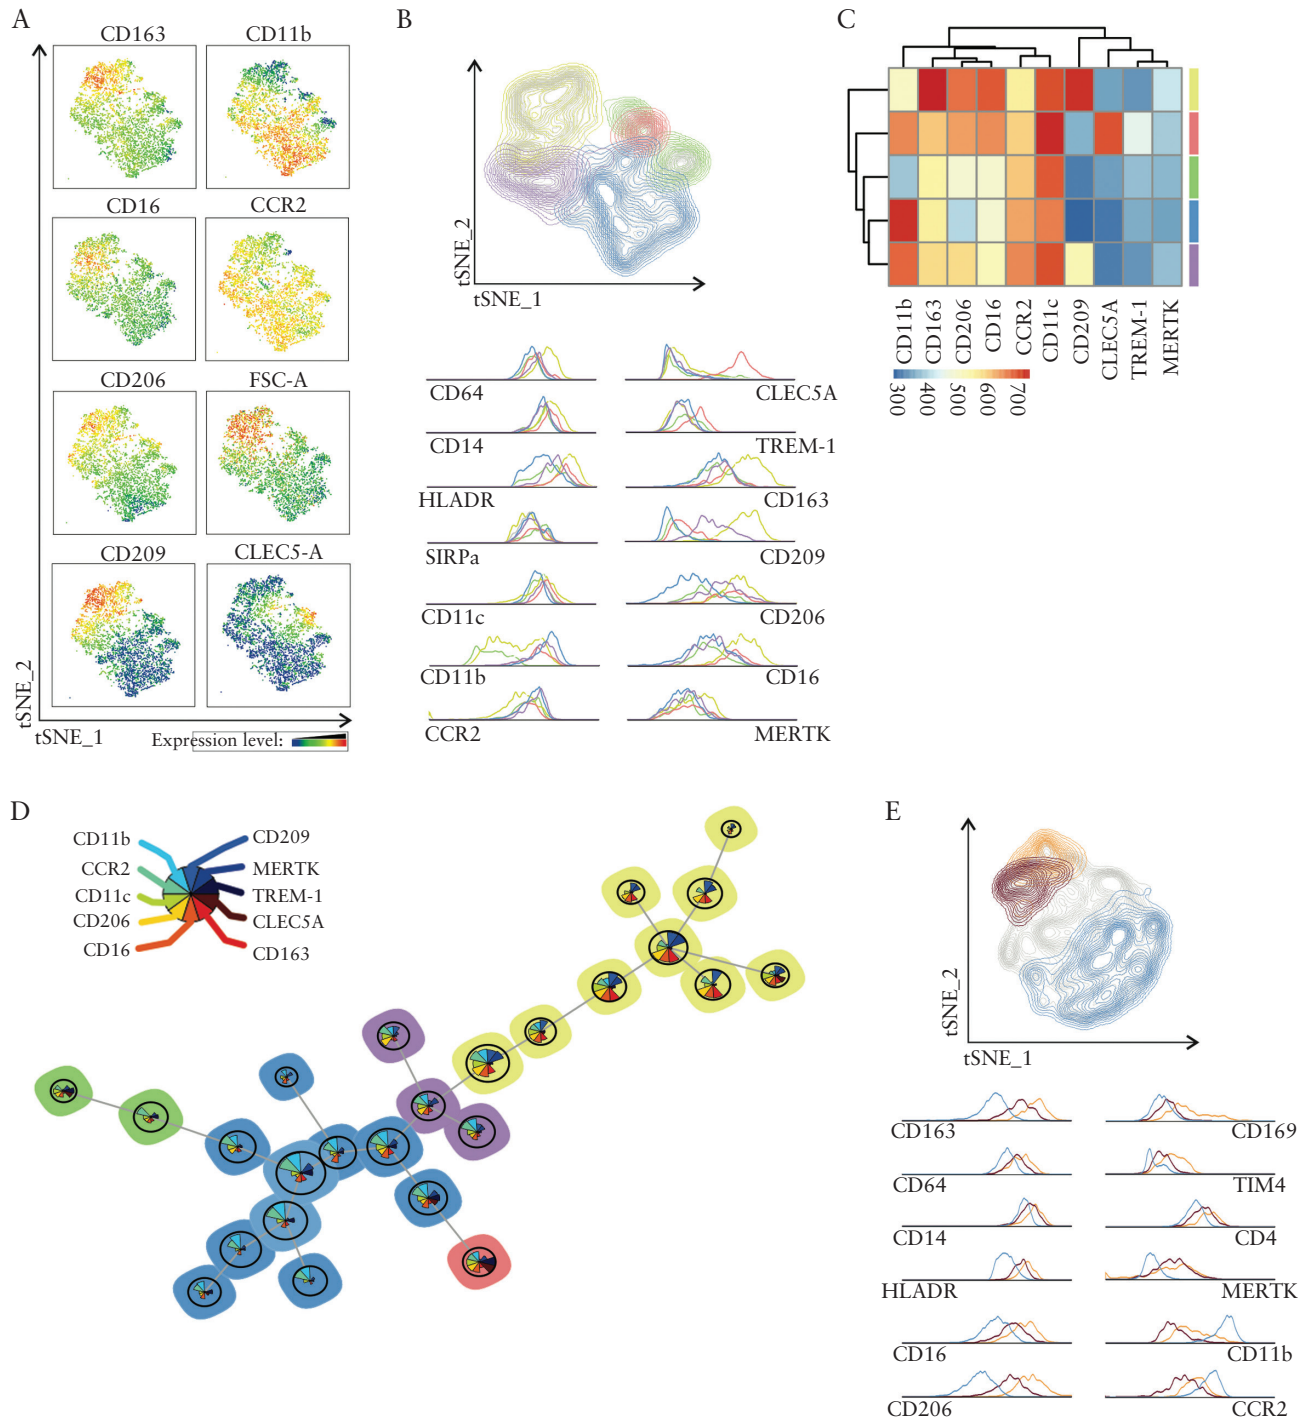 A
CD163
CD11b
CD16
CCR2
CD206
FSC-A
CD209
CLEC5-A
tSNE_2
tSNE_1
Expression level:
B
tSNE_2
tSNE_1
CD64
CLEC5A
CD14
TREM-1
HLADR
CD163
SIRPa
CD209
CD11c
CD206
CD11b
CD16
CCR2
MERTK
C
CD11b
CD163
CD206
CD16
CCR2
CD11c
CD209
CLEC5A
TREM-1
MERTK
300
400
500
600
700
D
CD11b
CD209
CCR2
MERTK
CD11c
TREM-1
CD206
CLEC5A
CD16
CD163
E
tSNE_2
tSNE_1
CD163
CD169
CD64
TIM4
CD14
CD4
HLADR
MERTK
CD16
CD11b
CD206
CCR2